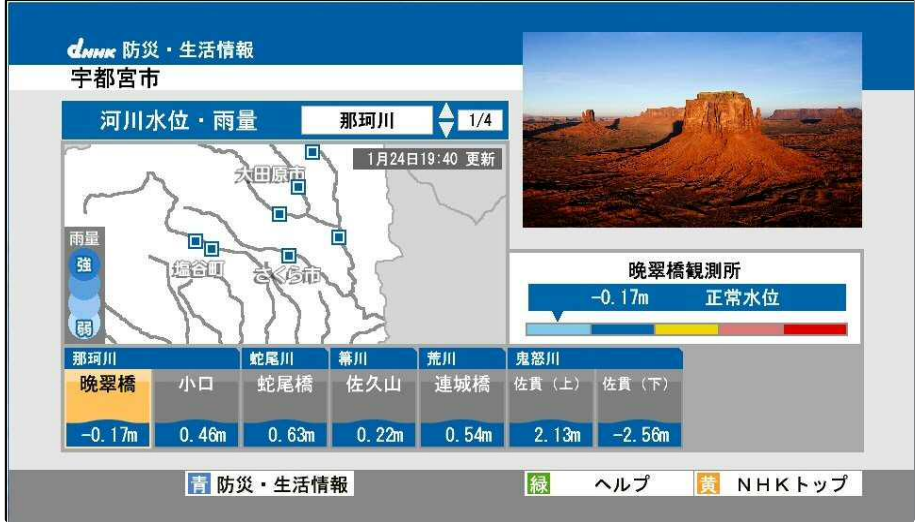 dNHK 防災・生活情報
宇都宮市
河川水位・雨量 那珂川 1/4
1月24日19:40 更新
大田原市
塩谷町 さくら市
雨量
強
弱
晩翠橋観測所
-0.17m 正常水位
那珂川 蛇尾川 箒川 荒川 鬼怒川
晩翠橋 小口 蛇尾橋 佐久山 連城橋 佐貫(上) 佐貫(下)
-0.17m 0.46m 0.63m 0.22m 0.54m 2.13m -2.56m
青 防災・生活情報 緑 ヘルプ 黄 NHKトップ